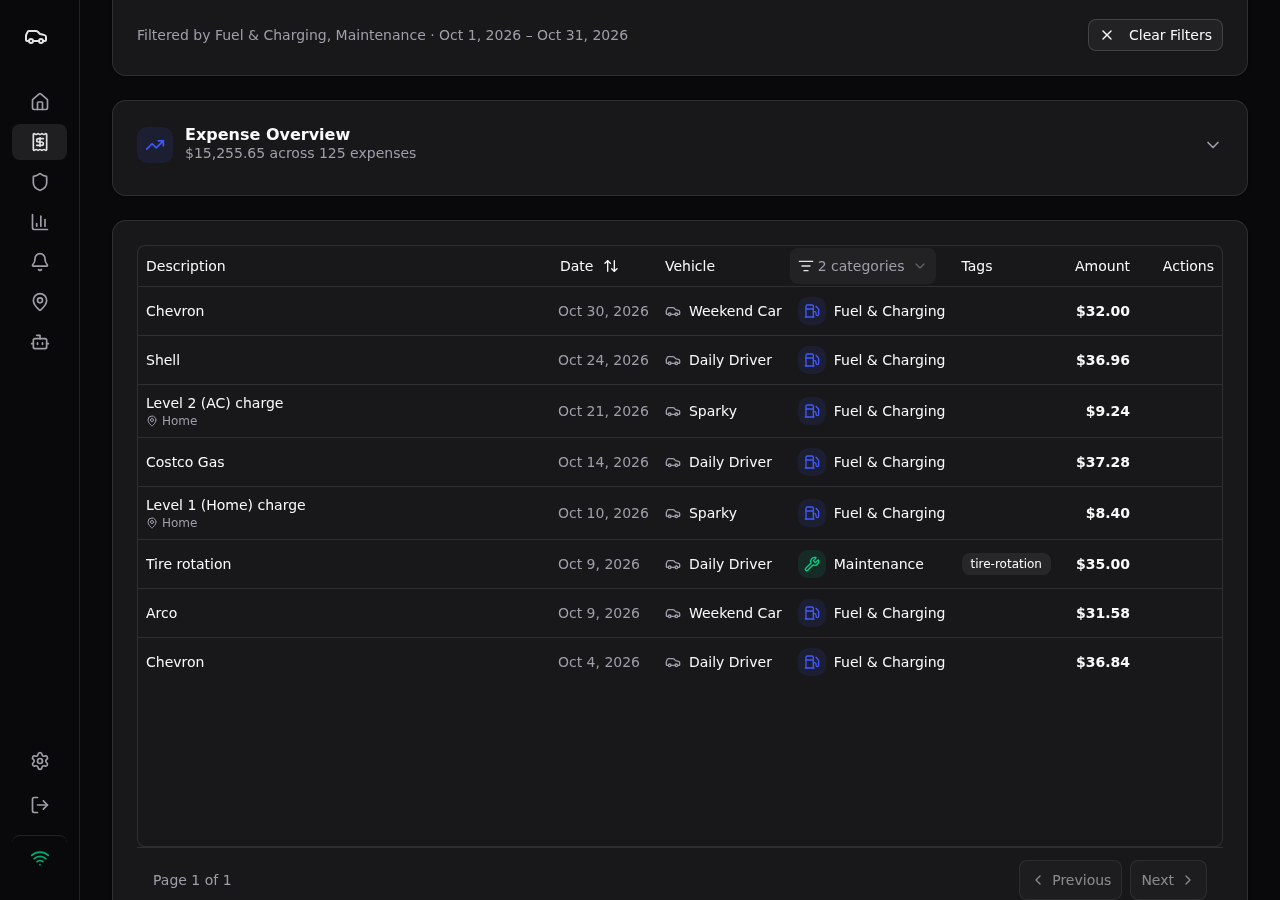 Filtered by Fuel & Charging, Maintenance · Oct 1, 2026 – Oct 31, 2026
Clear Filters
Expense Overview
$15,255.65 across 125 expenses
Description Date Vehicle 2 categories Tags Amount Actions
Chevron Oct 30, 2026 Weekend Car Fuel & Charging $32.00
Shell Oct 24, 2026 Daily Driver Fuel & Charging $36.96
Level 2 (AC) charge Oct 21, 2026 Sparky Fuel & Charging $9.24
Home
Costco Gas Oct 14, 2026 Daily Driver Fuel & Charging $37.28
Level 1 (Home) charge Oct 10, 2026 Sparky Fuel & Charging $8.40
Home
Tire rotation Oct 9, 2026 Daily Driver Maintenance tire-rotation $35.00
Arco Oct 9, 2026 Weekend Car Fuel & Charging $31.58
Chevron Oct 4, 2026 Daily Driver Fuel & Charging $36.84
Page 1 of 1 Previous Next